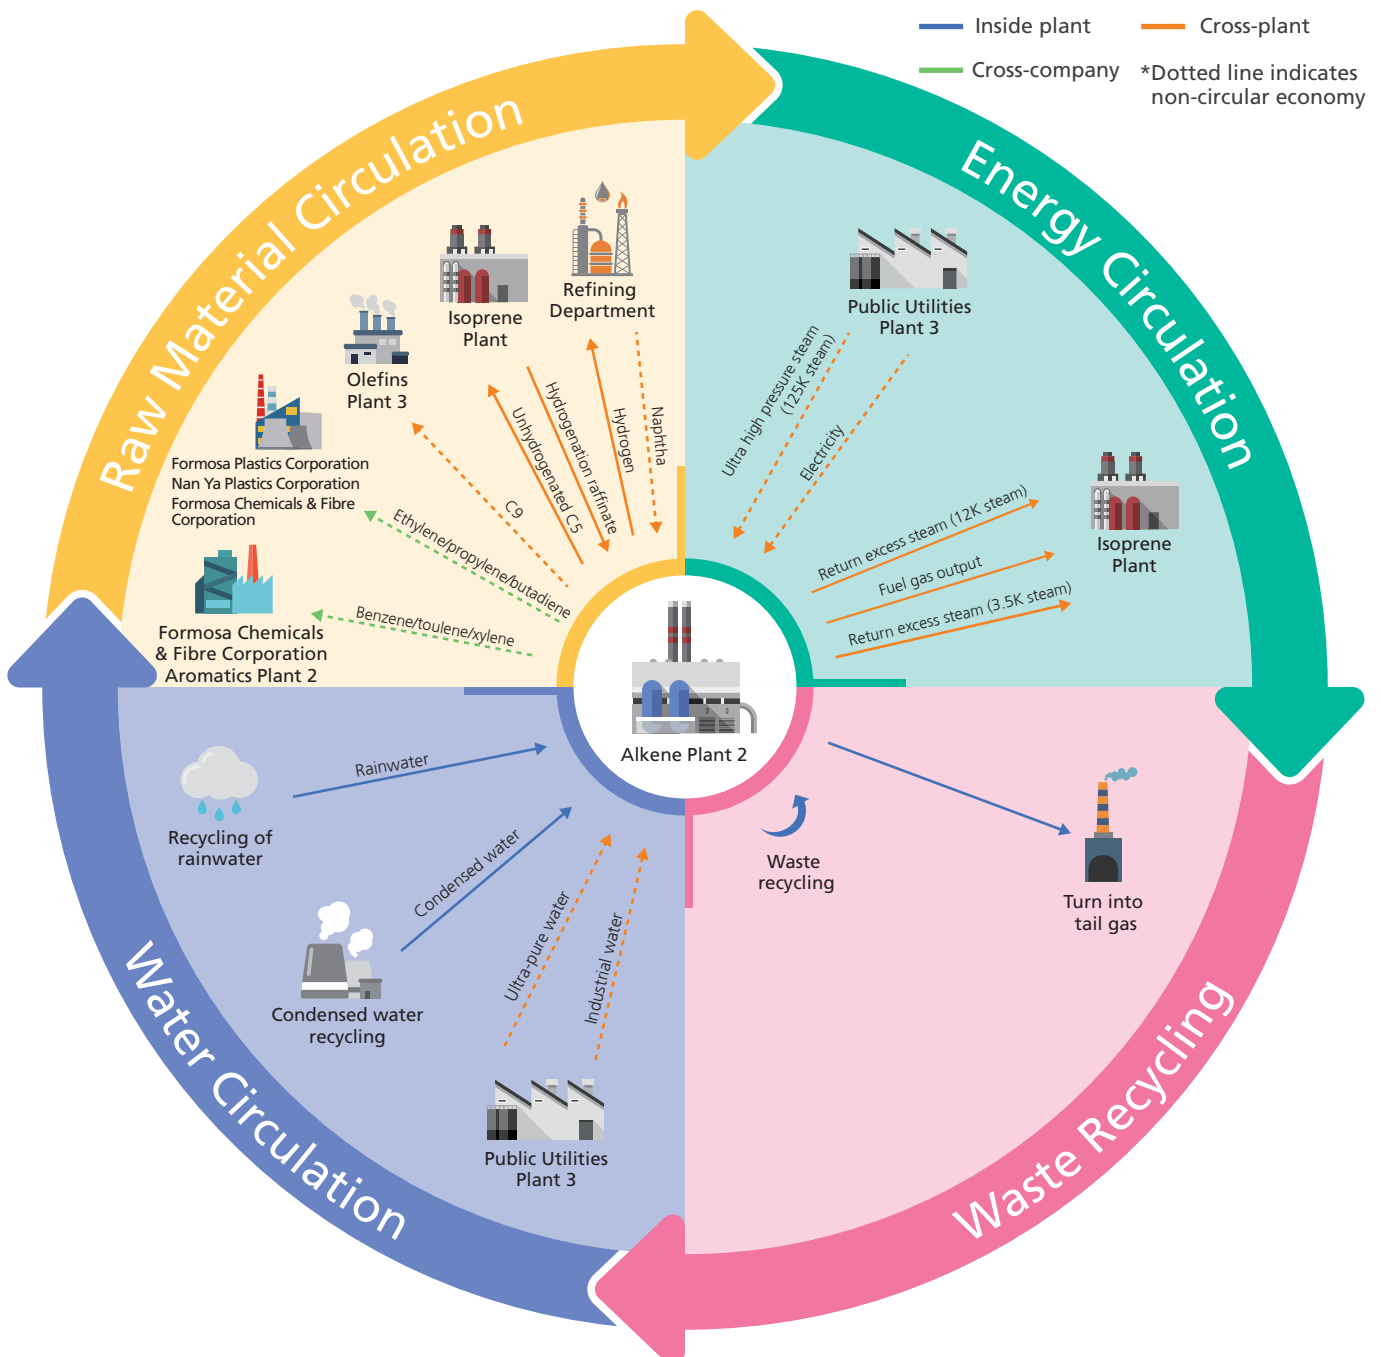 Inside plant
Cross-plant
Cross-company
*Dotted line indicates
non-circular economy
Raw Material Circulation
Energy Circulation
Waste Recycling
Water Circulation
Refining
Department
Isoprene
Plant
Olefins
Plant 3
Formosa Plastics Corporation
Nan Ya Plastics Corporation
Formosa Chemicals & Fibre
Corporation
Formosa Chemicals
& Fibre Corporation
Aromatics Plant 2
Naphtha
Hydrogen
Hydrogenation raffinate
Unhydrogenated C5
C9
Ethylene/propylene/butadiene
Benzene/toulene/xylene
Public Utilities
Plant 3
Ultra high pressure steam
(125K steam)
Electricity
Return excess steam (12K steam)
Fuel gas output
Return excess steam (3.5K steam)
Isoprene
Plant
Alkene Plant 2
Rainwater
Recycling of
rainwater
Condensed water
Condensed water
recycling
Ultra-pure water
Industrial water
Public Utilities
Plant 3
Waste
recycling
Turn into
tail gas